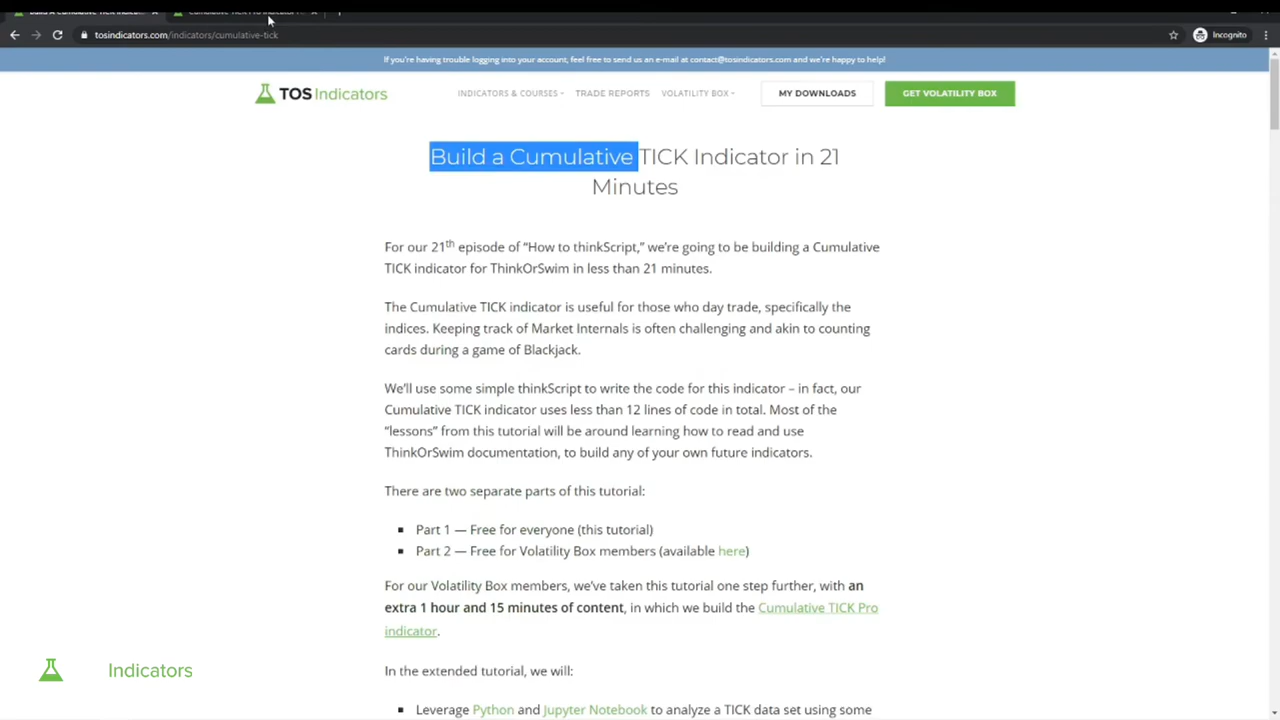 Build A Cumulative TICK Indicat
Cumulative TICK Pro Indicator F
tosindicators.com/indicators/cumulative-tick
Incognito
If you're having trouble logging into your account, feel free to send us an e-mail at contact@tosindicators.com and we're happy to help!
TOS Indicators
INDICATORS & COURSES
TRADE REPORTS
VOLATILITY BOX
MY DOWNLOADS
GET VOLATILITY BOX
Build a Cumulative TICK Indicator in 21
Minutes
For our 21th episode of “How to thinkScript,” we’re going to be building a Cumulative
TICK indicator for ThinkOrSwim in less than 21 minutes.
The Cumulative TICK indicator is useful for those who day trade, specifically the
indices. Keeping track of Market Internals is often challenging and akin to counting
cards during a game of Blackjack.
We’ll use some simple thinkScript to write the code for this indicator – in fact, our
Cumulative TICK indicator uses less than 12 lines of code in total. Most of the
“lessons” from this tutorial will be around learning how to read and use
ThinkOrSwim documentation, to build any of your own future indicators.
There are two separate parts of this tutorial:
Part 1 — Free for everyone (this tutorial)
Part 2 — Free for Volatility Box members (available here)
For our Volatility Box members, we’ve taken this tutorial one step further, with an
extra 1 hour and 15 minutes of content, in which we build the Cumulative TICK Pro
indicator.
In the extended tutorial, we will:
Leverage Python and Jupyter Notebook to analyze a TICK data set using some
Indicators